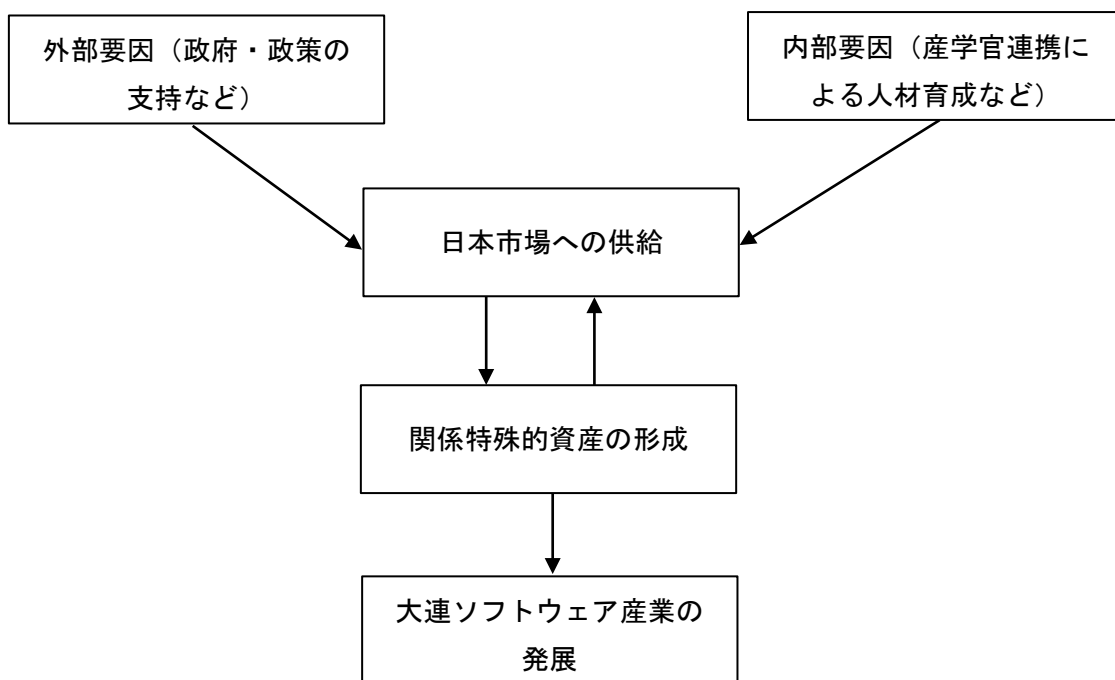 外部要因（政府・政策の
支持など）
内部要因（産学官連携に
よる人材育成など）
日本市場への供給
関係特殊的資産の形成
大連ソフトウェア産業の
発展